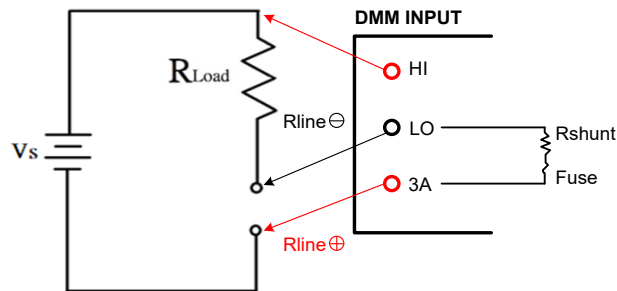 DMM INPUT
HI
RLoad
Rline⊖
LO
Rshunt
Vs
3A
Fuse
Rline⊕